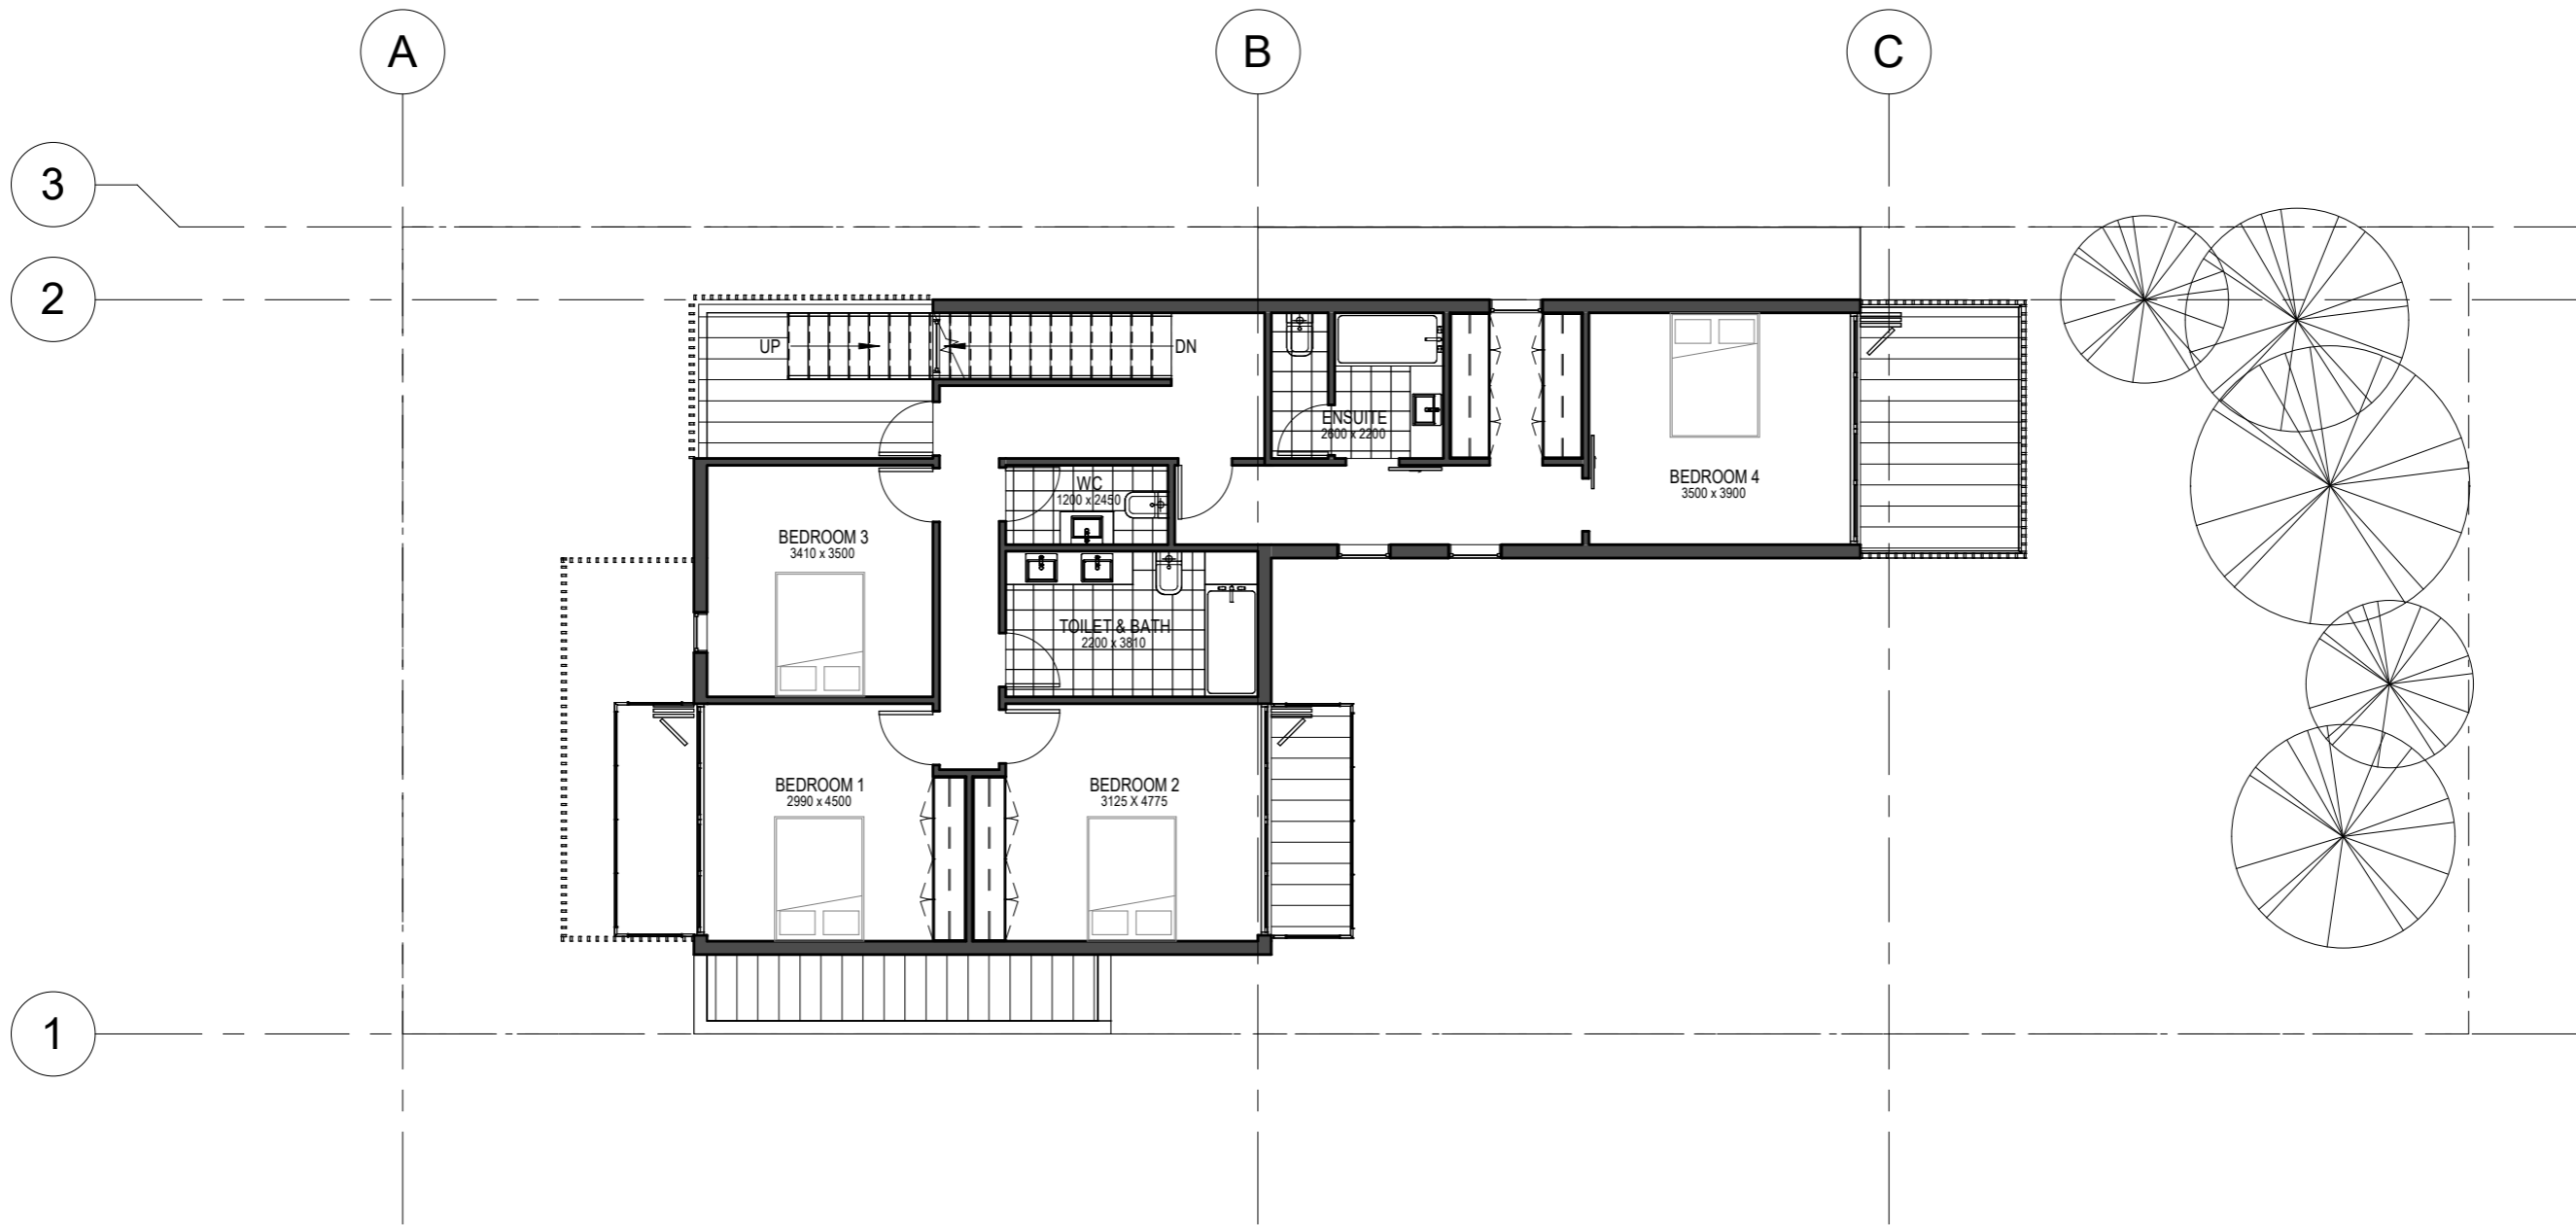 A
B
C
3
2
UP
DN
ENSUITE
2600 x 2200
BEDROOM 4
3500 x 3900
WC
1200 x 2450
BEDROOM 3
3410 x 3500
TOILET & BATH
2200 x 3810
BEDROOM 1
2990 x 4500
BEDROOM 2
3125 X 4775
1